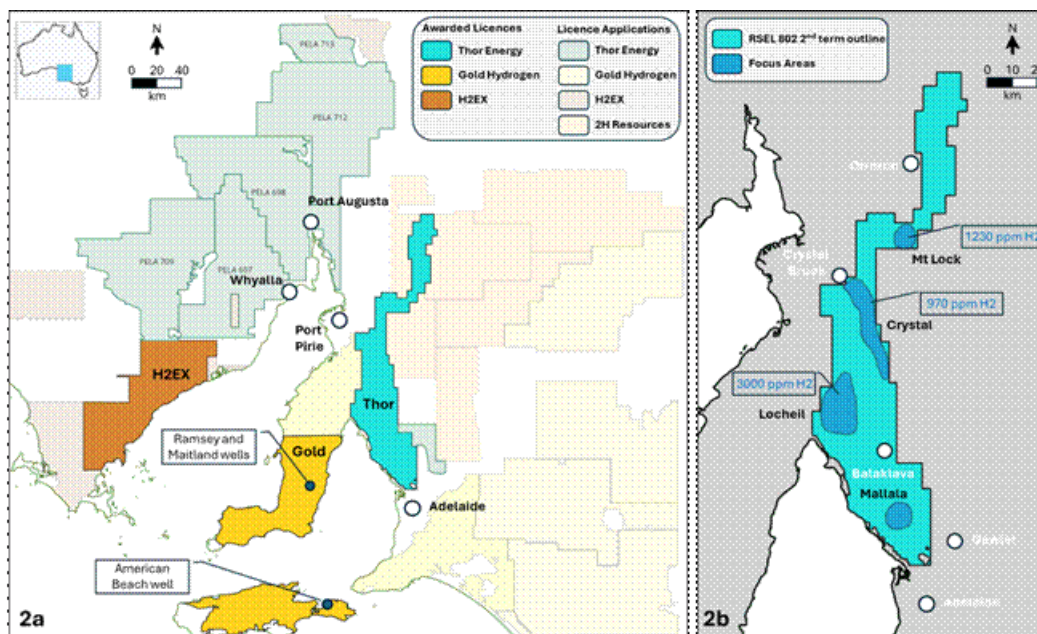 Awarded Licences
Thor Energy
Gold Hydrogen
H2EX
Licence Applications
Thor Energy
Gold Hydrogen
H2EX
2H Resources
N
0 20 40
km
PELA 713
PELA 712
PELA 698
PELA 709
PELA 697
Port Augusta
Whyalla
Port
Pirie
H2EX
Thor
Ramsey and
Maitland wells
Gold
Adelaide
American
Beach well
2a
RSEL 802 2nd term outline
Focus Areas
N
0 10 2
km
1230 ppm H2
Mt Lock
Crystal
Brook
970 ppm H2
Crystal
3000 ppm H2
Locheil
Balaklava
Mallala
Gawler
Adelaide
2b